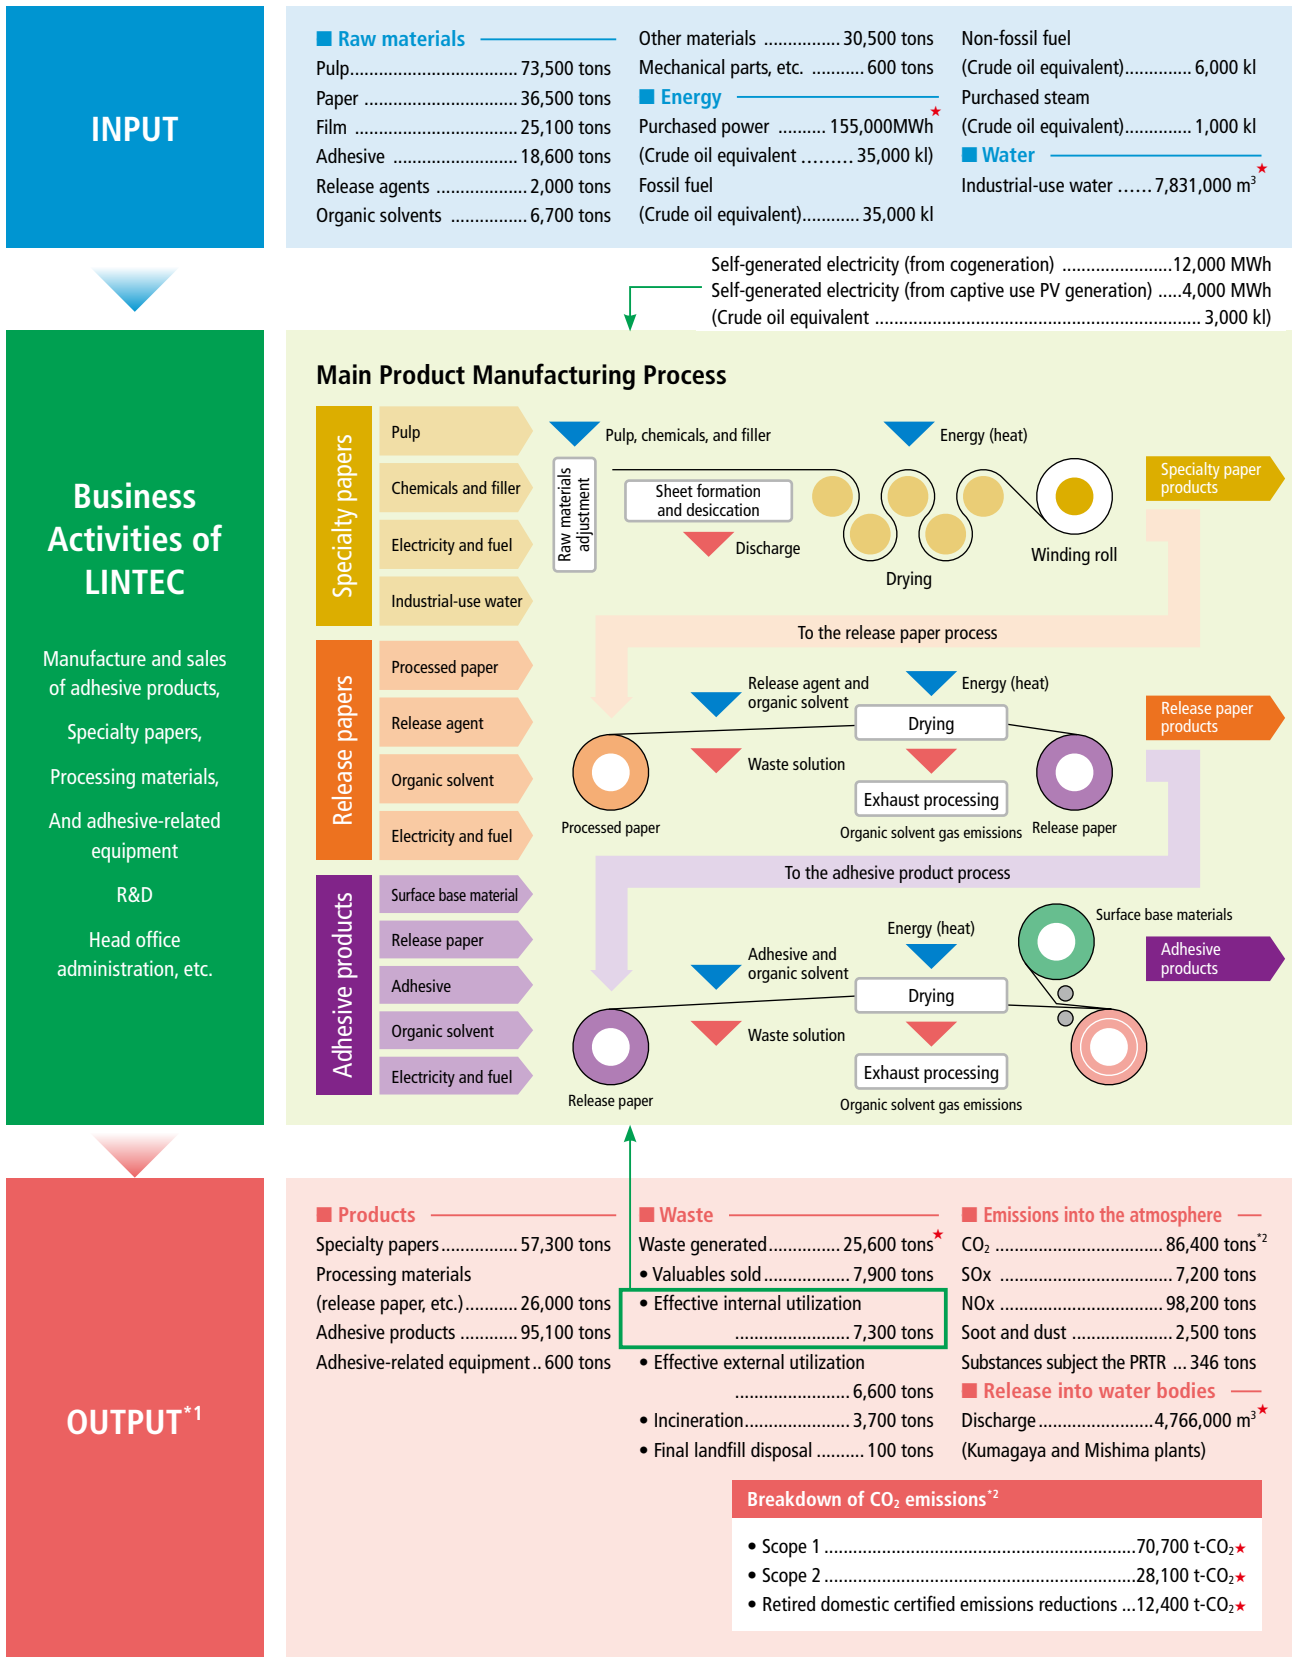 INPUT
■ Raw materials
Pulp................................... 73,500 tons
Paper ................................ 36,500 tons
Film .................................. 25,100 tons
Adhesive .......................... 18,600 tons
Release agents ................... 2,000 tons
Organic solvents ................ 6,700 tons
Other materials ................ 30,500 tons
Mechanical parts, etc. ........... 600 tons
■ Energy
Purchased power .......... 155,000MWh★
(Crude oil equivalent ......... 35,000 kl)
Fossil fuel
(Crude oil equivalent)............ 35,000 kl
Non-fossil fuel
(Crude oil equivalent).............. 6,000 kl
Purchased steam
(Crude oil equivalent).............. 1,000 kl
■ Water
Industrial-use water ...... 7,831,000 m³★
Self-generated electricity (from cogeneration) .......................12,000 MWh
Self-generated electricity (from captive use PV generation) .....4,000 MWh
(Crude oil equivalent .................................................................... 3,000 kl)
Business
Activities of
LINTEC
Manufacture and sales
of adhesive products,
Specialty papers,
Processing materials,
And adhesive-related
equipment
R&D
Head office
administration, etc.
Main Product Manufacturing Process
Specialty papers
Pulp
Chemicals and filler
Electricity and fuel
Industrial-use water
Pulp, chemicals, and filler
Energy (heat)
Raw materials
adjustment
Sheet formation
and desiccation
Discharge
Drying
Winding roll
Specialty paper
products
To the release paper process
Release papers
Processed paper
Release agent
Organic solvent
Electricity and fuel
Release agent and
organic solvent
Energy (heat)
Drying
Waste solution
Exhaust processing
Processed paper
Organic solvent gas emissions
Release paper
Release paper
products
To the adhesive product process
Adhesive products
Surface base material
Release paper
Adhesive
Organic solvent
Electricity and fuel
Surface base materials
Energy (heat)
Adhesive and
organic solvent
Drying
Waste solution
Exhaust processing
Release paper
Organic solvent gas emissions
Adhesive
products
OUTPUT*1
■ Products
Specialty papers................ 57,300 tons
Processing materials
(release paper, etc.)........... 26,000 tons
Adhesive products ............ 95,100 tons
Adhesive-related equipment.. 600 tons
■ Waste
Waste generated............... 25,600 tons★
• Valuables sold.................. 7,900 tons
• Effective internal utilization
........................ 7,300 tons
• Effective external utilization
........................ 6,600 tons
• Incineration...................... 3,700 tons
• Final landfill disposal .......... 100 tons
■ Emissions into the atmosphere
CO₂ ................................... 86,400 tons*2
SOx .................................... 7,200 tons
NOx .................................. 98,200 tons
Soot and dust ..................... 2,500 tons
Substances subject the PRTR ... 346 tons
■ Release into water bodies
Discharge........................4,766,000 m³★
(Kumagaya and Mishima plants)
Breakdown of CO₂ emissions*2
• Scope 1 .................................................................70,700 t-CO₂★
• Scope 2 .................................................................28,100 t-CO₂★
• Retired domestic certified emissions reductions ...12,400 t-CO₂★